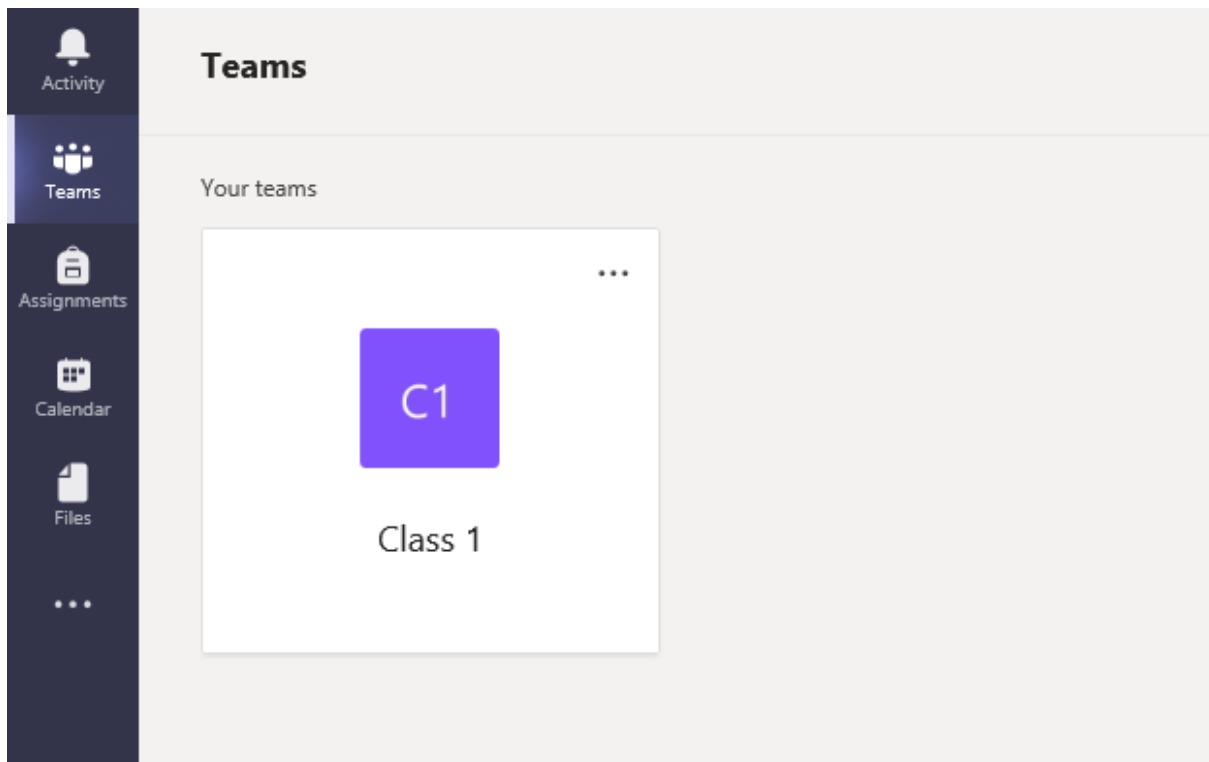 Activity
Teams
Assignments
Calendar
Files
Teams
Your teams
C1
Class 1